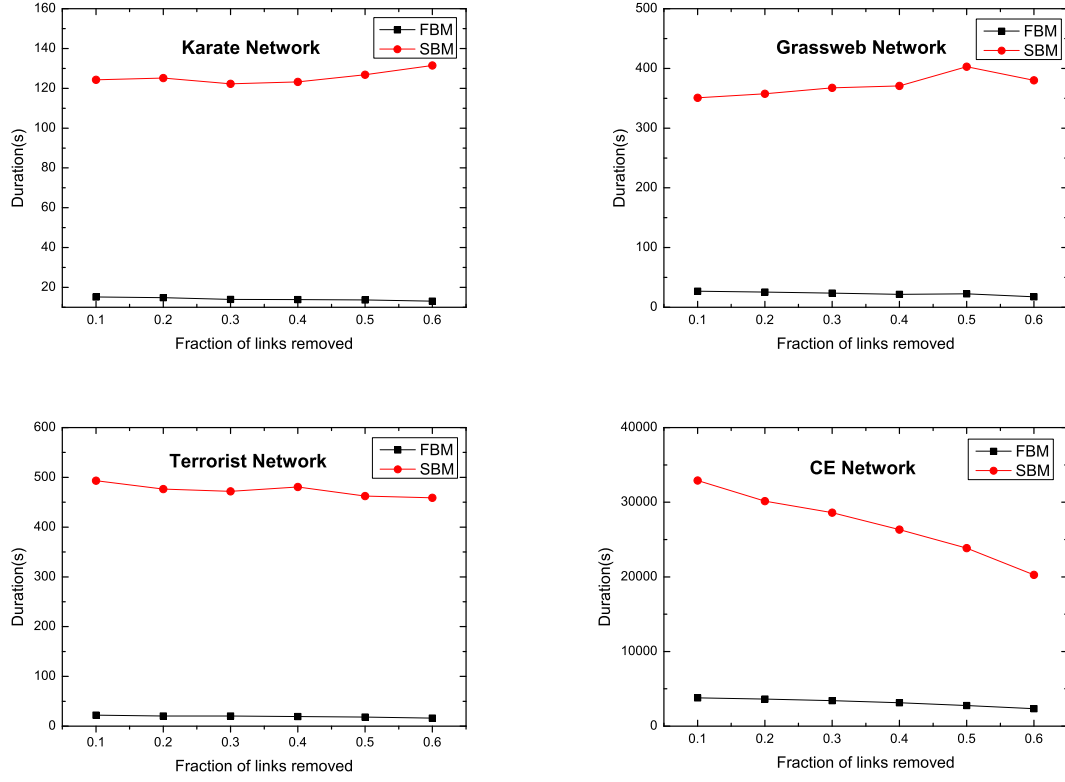 Karate Network
FBM
SBM
Duration(s)
160
140
120
100
80
60
40
20
0.1 0.2 0.3 0.4 0.5 0.6
Fraction of links removed
Grassweb Network
FBM
SBM
Duration(s)
500
400
300
200
100
0
0.1 0.2 0.3 0.4 0.5 0.6
Fraction of links removed
Terrorist Network
FBM
SBM
Duration(s)
600
500
400
300
200
100
0
0.1 0.2 0.3 0.4 0.5 0.6
Fraction of links removed
CE Network
FBM
SBM
Duration(s)
40000
30000
20000
10000
0
0.1 0.2 0.3 0.4 0.5 0.6
Fraction of links removed